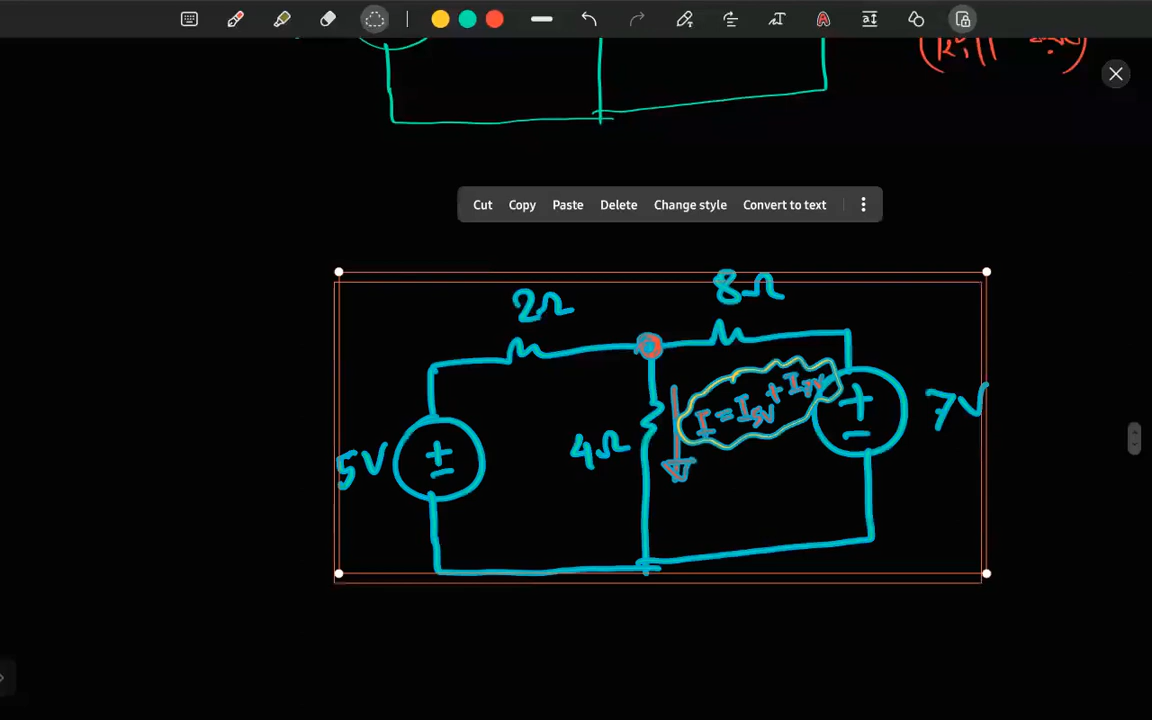 Cut Copy Paste Delete Change style Convert to text
2Ω
8Ω
5V
4Ω
I = I5V + I7V
7V